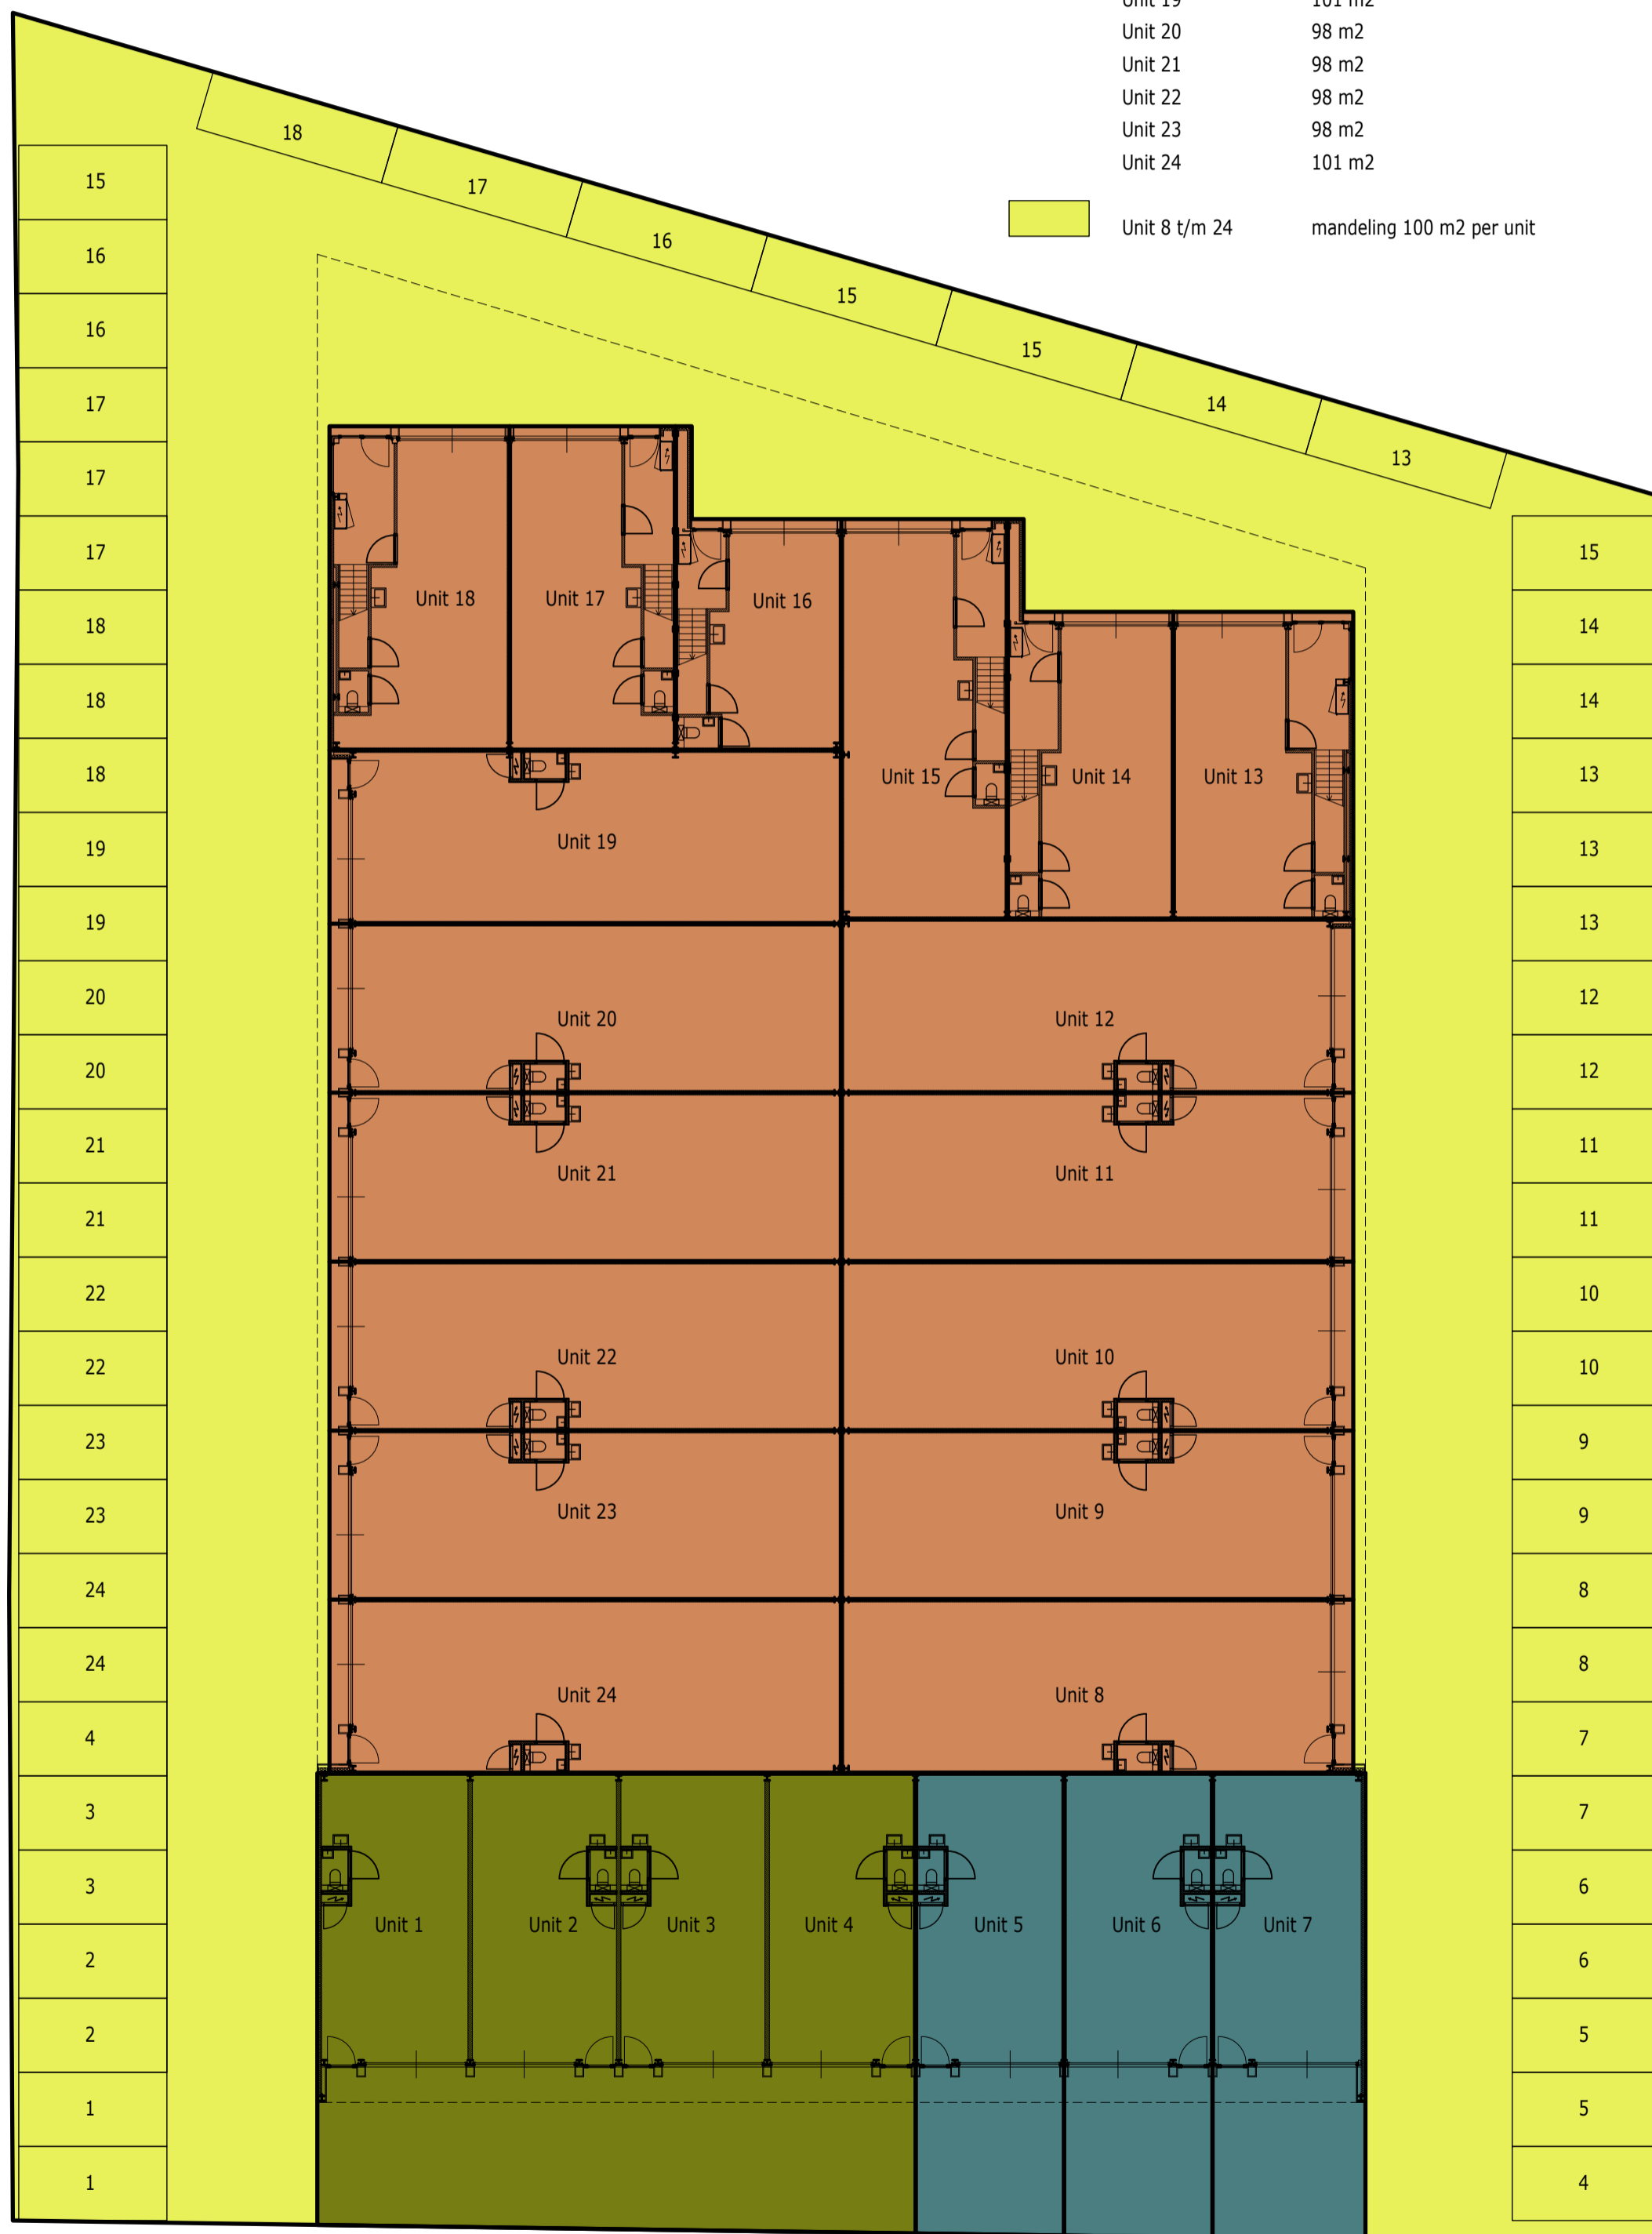 Unit 19 101 m2
Unit 20 98 m2
Unit 21 98 m2
Unit 22 98 m2
Unit 23 98 m2
Unit 24 101 m2
Unit 8 t/m 24 mandeling 100 m2 per unit
18
17
16
15
15
14
13
15
16
16
17
17
17
18
18
18
19
19
20
20
21
21
22
22
23
23
24
24
4
3
3
2
2
1
1
Unit 18
Unit 17
Unit 16
Unit 15
Unit 14
Unit 13
Unit 19
Unit 20
Unit 12
Unit 21
Unit 11
Unit 22
Unit 10
Unit 23
Unit 9
Unit 24
Unit 8
Unit 1
Unit 2
Unit 3
Unit 4
Unit 5
Unit 6
Unit 7
15
14
14
13
13
13
12
12
11
11
10
10
9
9
8
8
7
7
6
6
5
5
4